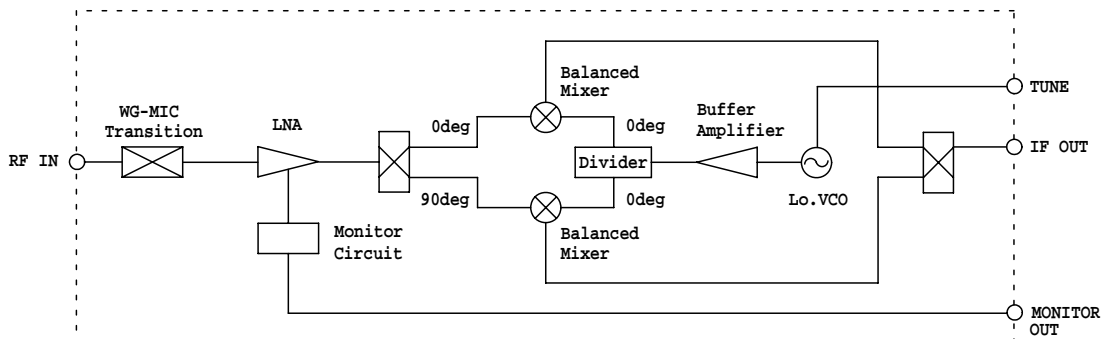 Balanced
Mixer
TUNE
WG-MIC
Transition
LNA
0deg
0deg
Buffer
Amplifier
RF IN
Divider
IF OUT
90deg
0deg
Lo.VCO
Monitor
Circuit
Balanced
Mixer
MONITOR
OUT